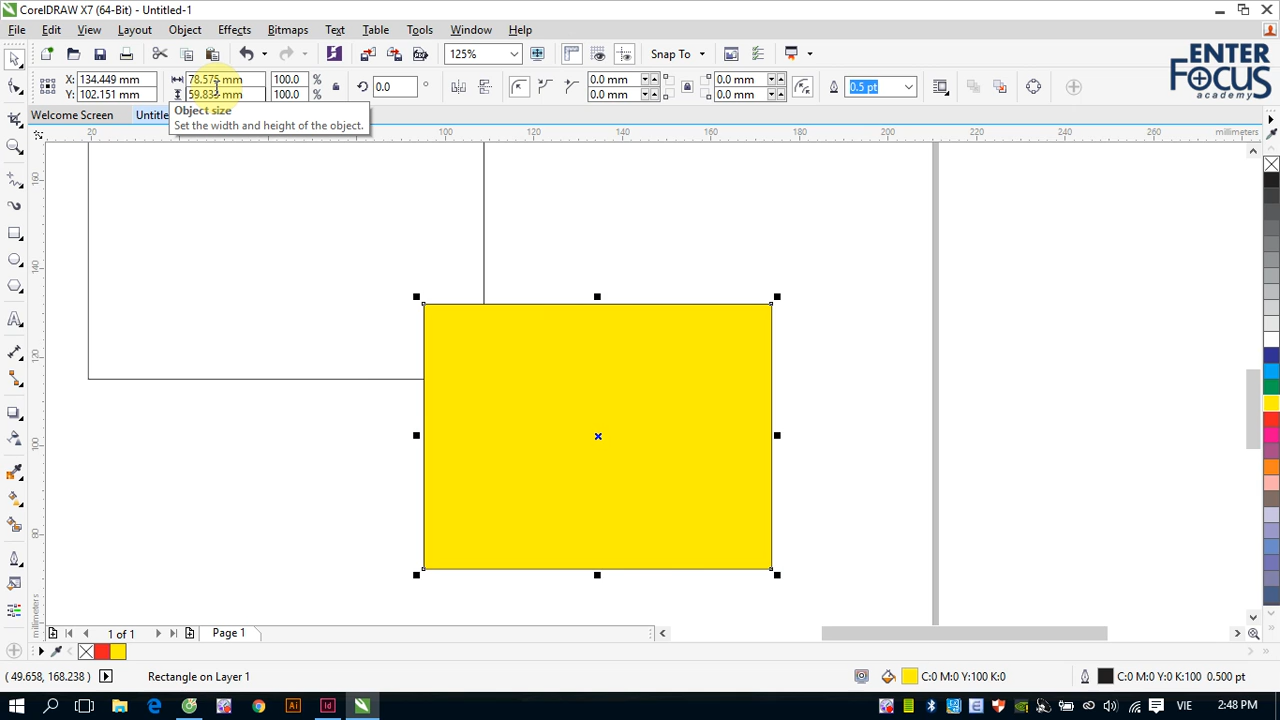 CorelDRAW X7 (64-Bit) - Untitled-1
File Edit View Layout Object Effects Bitmaps Text Table Tools Window Help
125% Snap To
ENTER
FOCUS
academy
X: 134.449 mm 78.575 mm 100.0 % 0.0 ° 0.0 mm 0.0 mm 0.5 pt
Y: 102.151 mm mm 100.0 % 0.0 mm 0.0 mm
Object size
Set the width and height of the object.
Welcome Screen
20 100 120 140 160 180 200 220 240 260 millimeters
160
140
120
100
80
millimeters
1 of 1 Page 1
( 49.658, 168.238 ) Rectangle on Layer 1 C:0 M:0 Y:100 K:0 C:0 M:0 Y:0 K:100 0.500 pt
Ai Id VIE 2:48 PM